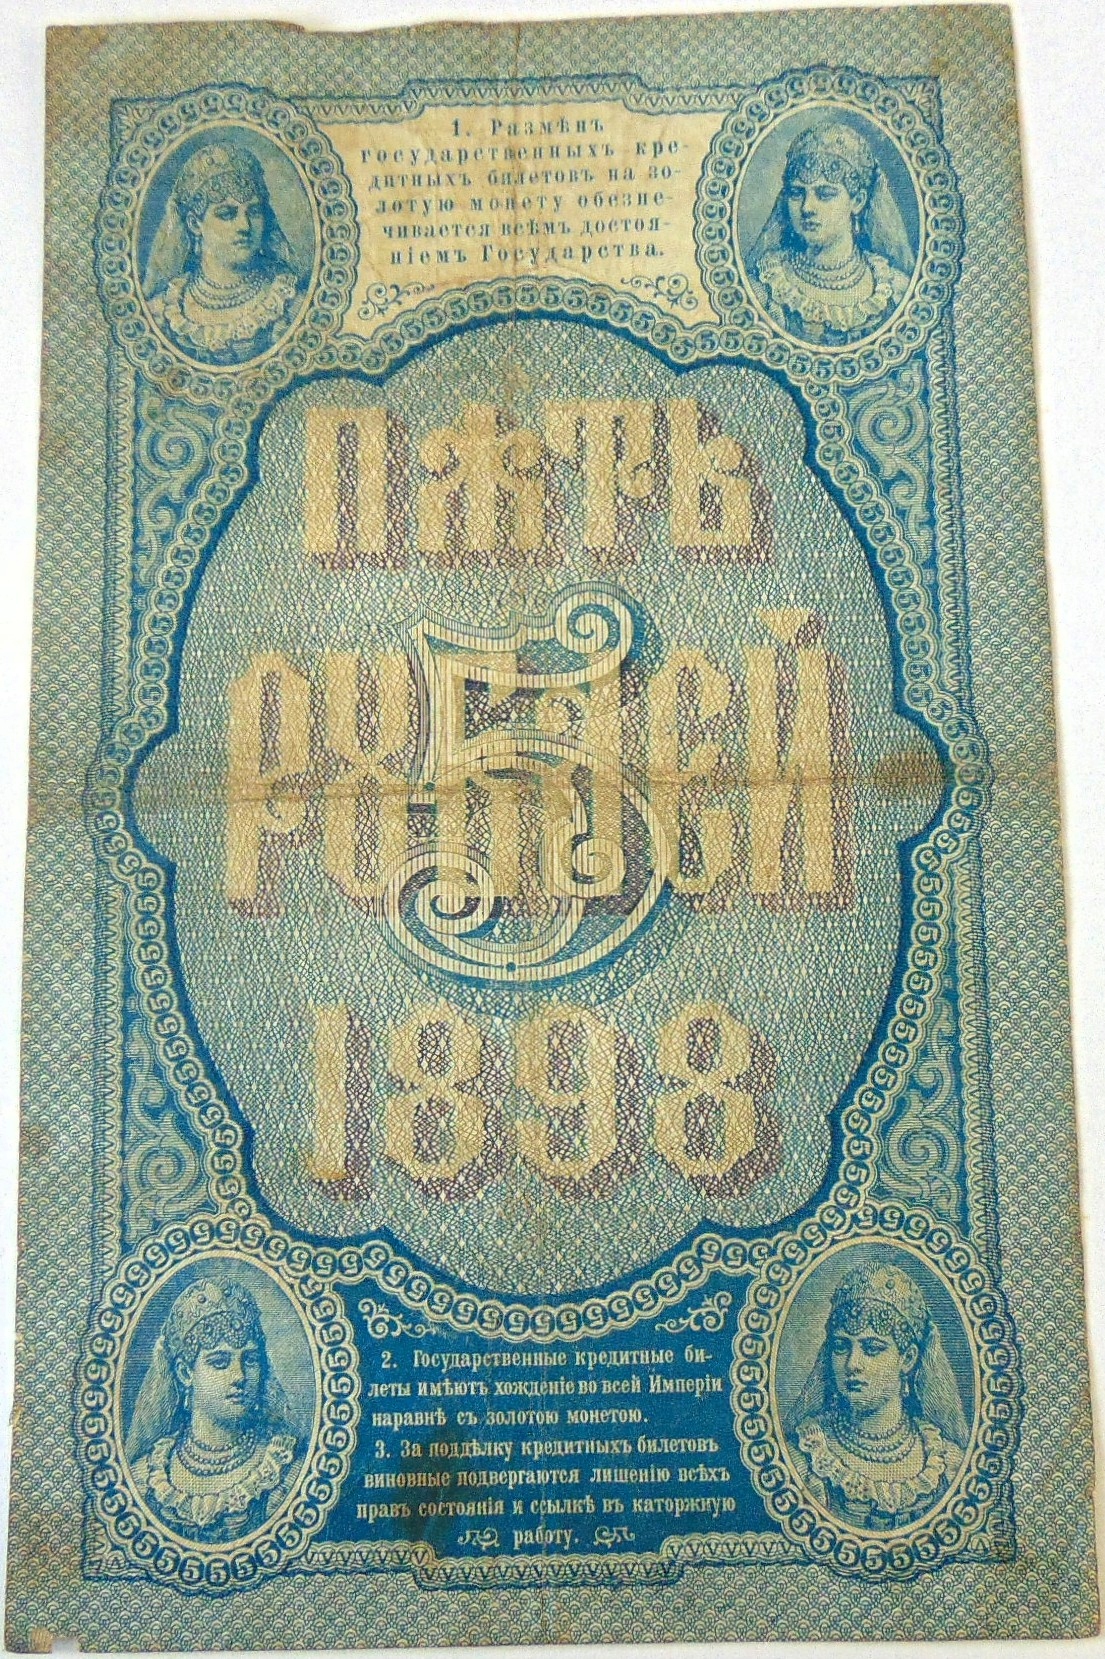 1. Размѣнъ
государственныхъ кре-
дитныхъ билетовъ на зо-
лотую монету обезпе-
чивается всѣмъ достоя-
ніемъ Государства.
ПѦТЬ
РУБЛЕЙ
5
1898
2. Государственные кредитные би-
леты имѣютъ хожденіе во всей Имперіи
наравнѣ съ золотою монетою.
3. За поддѣлку кредитныхъ билетовъ
виновные подвергаются лишенію всѣхъ
правъ состоянія и ссылкѣ въ каторжную
работу.